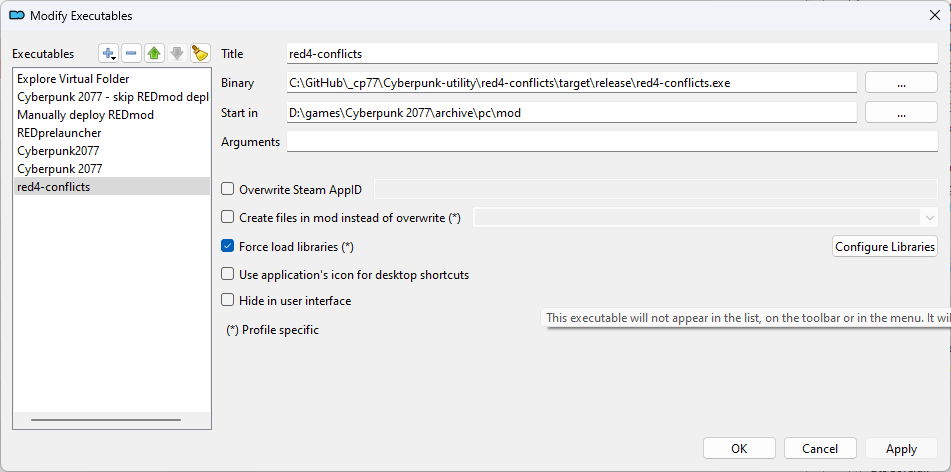 Modify Executables
Executables
Explore Virtual Folder
Cyberpunk 2077 - skip REDmod depl
Manually deploy REDmod
REDprelauncher
Cyberpunk2077
Cyberpunk 2077
red4-conflicts
Title red4-conflicts
Binary C:\GitHub\_cp77\Cyberpunk-utility\red4-conflicts\target\release\red4-conflicts.exe ...
Start in D:\games\Cyberpunk 2077\archive\pc\mod ...
Arguments
Overwrite Steam AppID
Create files in mod instead of overwrite (*)
Force load libraries (*) Configure Libraries
Use application's icon for desktop shortcuts
Hide in user interface
This executable will not appear in the list, on the toolbar or in the menu. It wil
(*) Profile specific
OK Cancel Apply